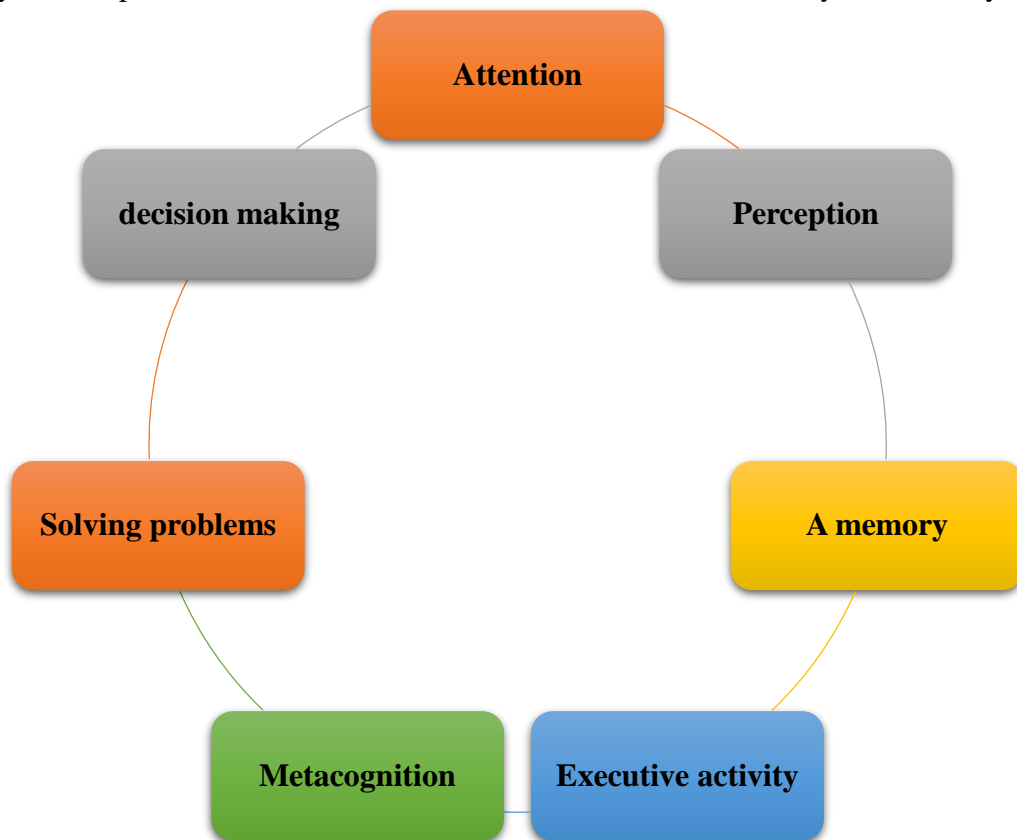 Attention
decision making
Perception
Solving problems
A memory
Metacognition
Executive activity